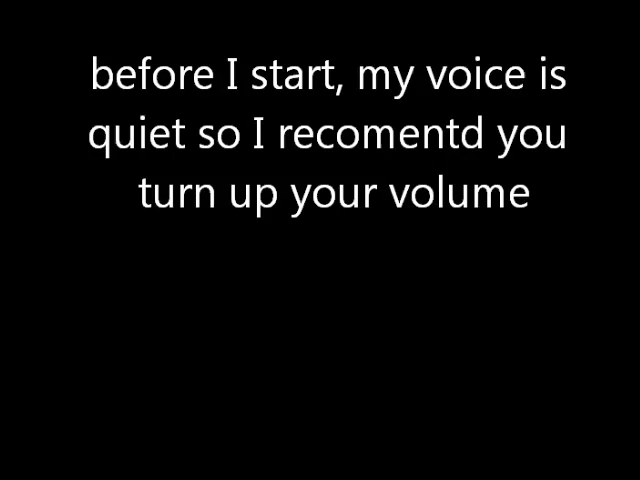 before I start, my voice is
quiet so I recomentd you
turn up your volume